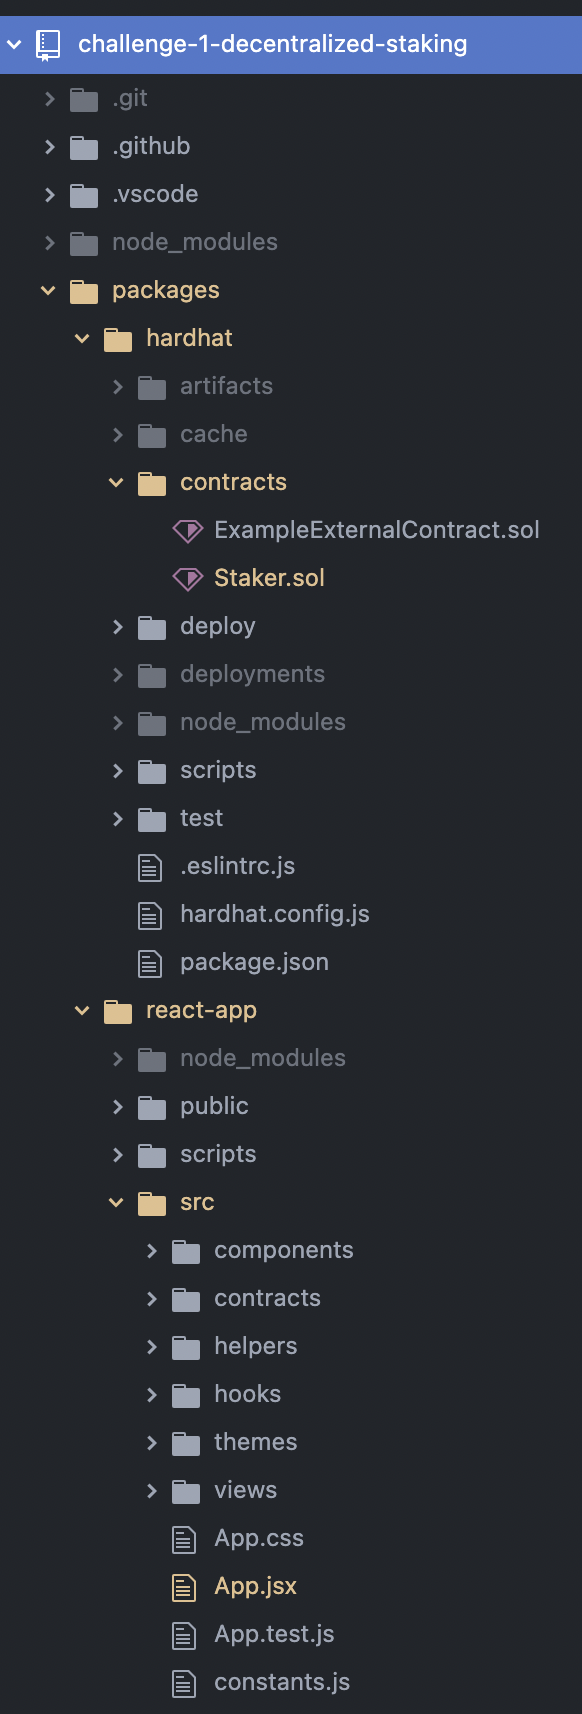 challenge-1-decentralized-staking
.git
.github
.vscode
node_modules
packages
hardhat
artifacts
cache
contracts
ExampleExternalContract.sol
Staker.sol
deploy
deployments
node_modules
scripts
test
.eslintrc.js
hardhat.config.js
package.json
react-app
node_modules
public
scripts
src
components
contracts
helpers
hooks
themes
views
App.css
App.jsx
App.test.js
constants.js